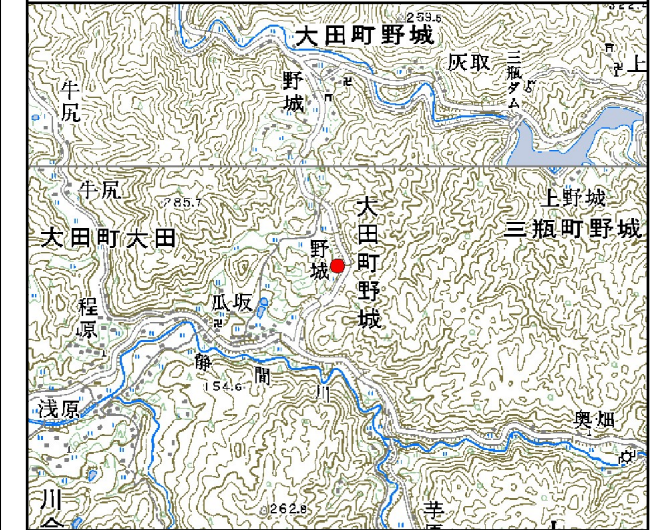 大田町野城
259.5
灰取
三瓶ダム
上
野城
牛尻
牛尻
285.7
上野城
三瓶町野城
大田町大田
大田町野城
野城
瓜坂
程原
静間川
154.6
浅原
奥畑
262.8